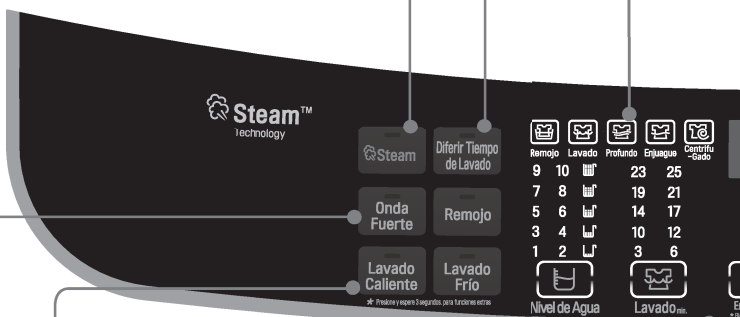 Steam™
Technology
Steam
Diferir Tiempo
de Lavado
Onda
Fuerte
Remojo
Lavado
Caliente
Lavado
Frío
* Presione y espere 3 segundos, para funciones extras
Remojo Lavado Profundo Enjuague Centrifu
-Gado
9 10 23 25
7 8 19 21
5 6 14 17
3 4 10 12
1 2 3 6
Nivel de Agua
Lavado min.